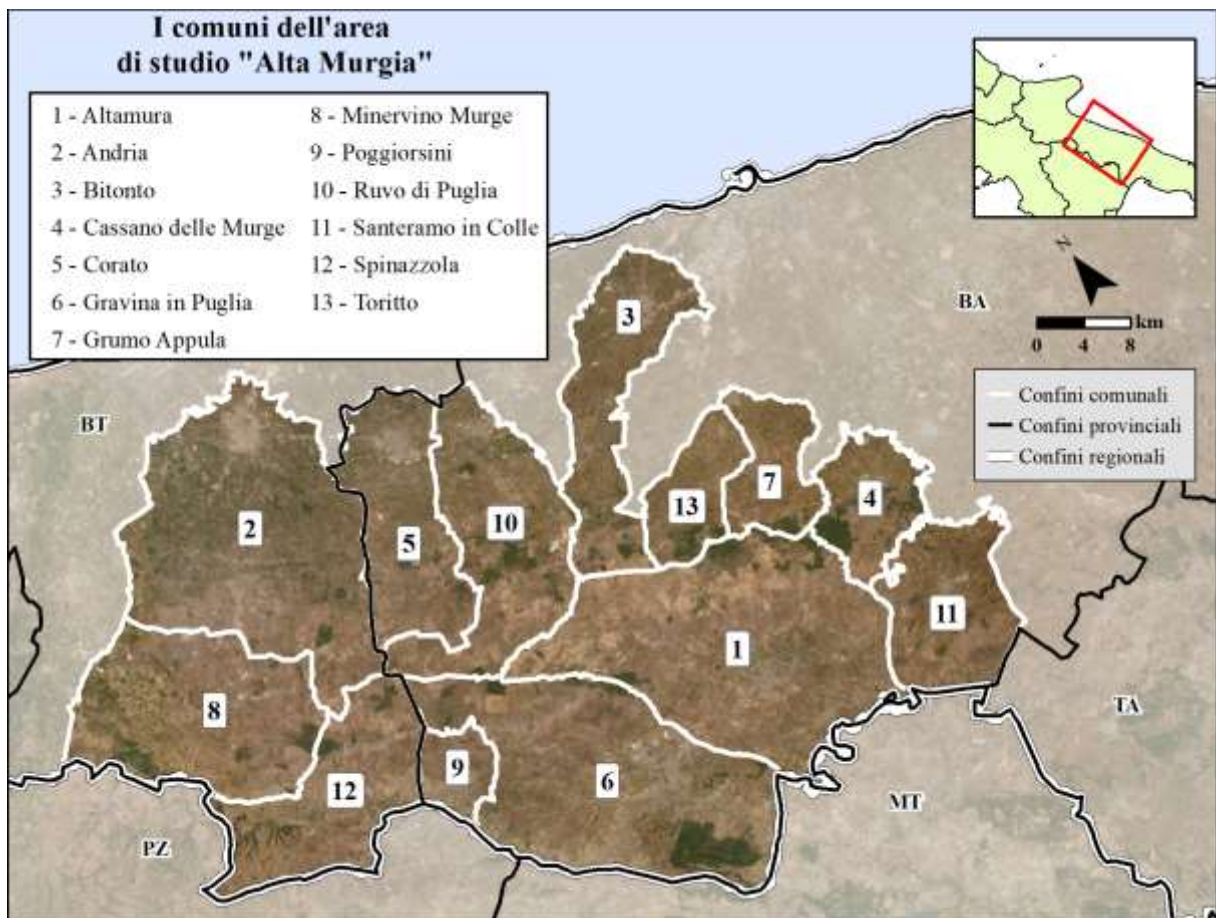 I comuni dell'area
di studio "Alta Murgia"
1 - Altamura
2 - Andria
3 - Bitonto
4 - Cassano delle Murge
5 - Corato
6 - Gravina in Puglia
7 - Grumo Appula
8 - Minervino Murge
9 - Poggiorsini
10 - Ruvo di Puglia
11 - Santeramo in Colle
12 - Spinazzola
13 - Toritto
N
km
0 4 8
Confini comunali
Confini provinciali
Confini regionali
BA
BT
3
2
5
10
13
7
4
11
1
8
12
9
6
TA
MT
PZ